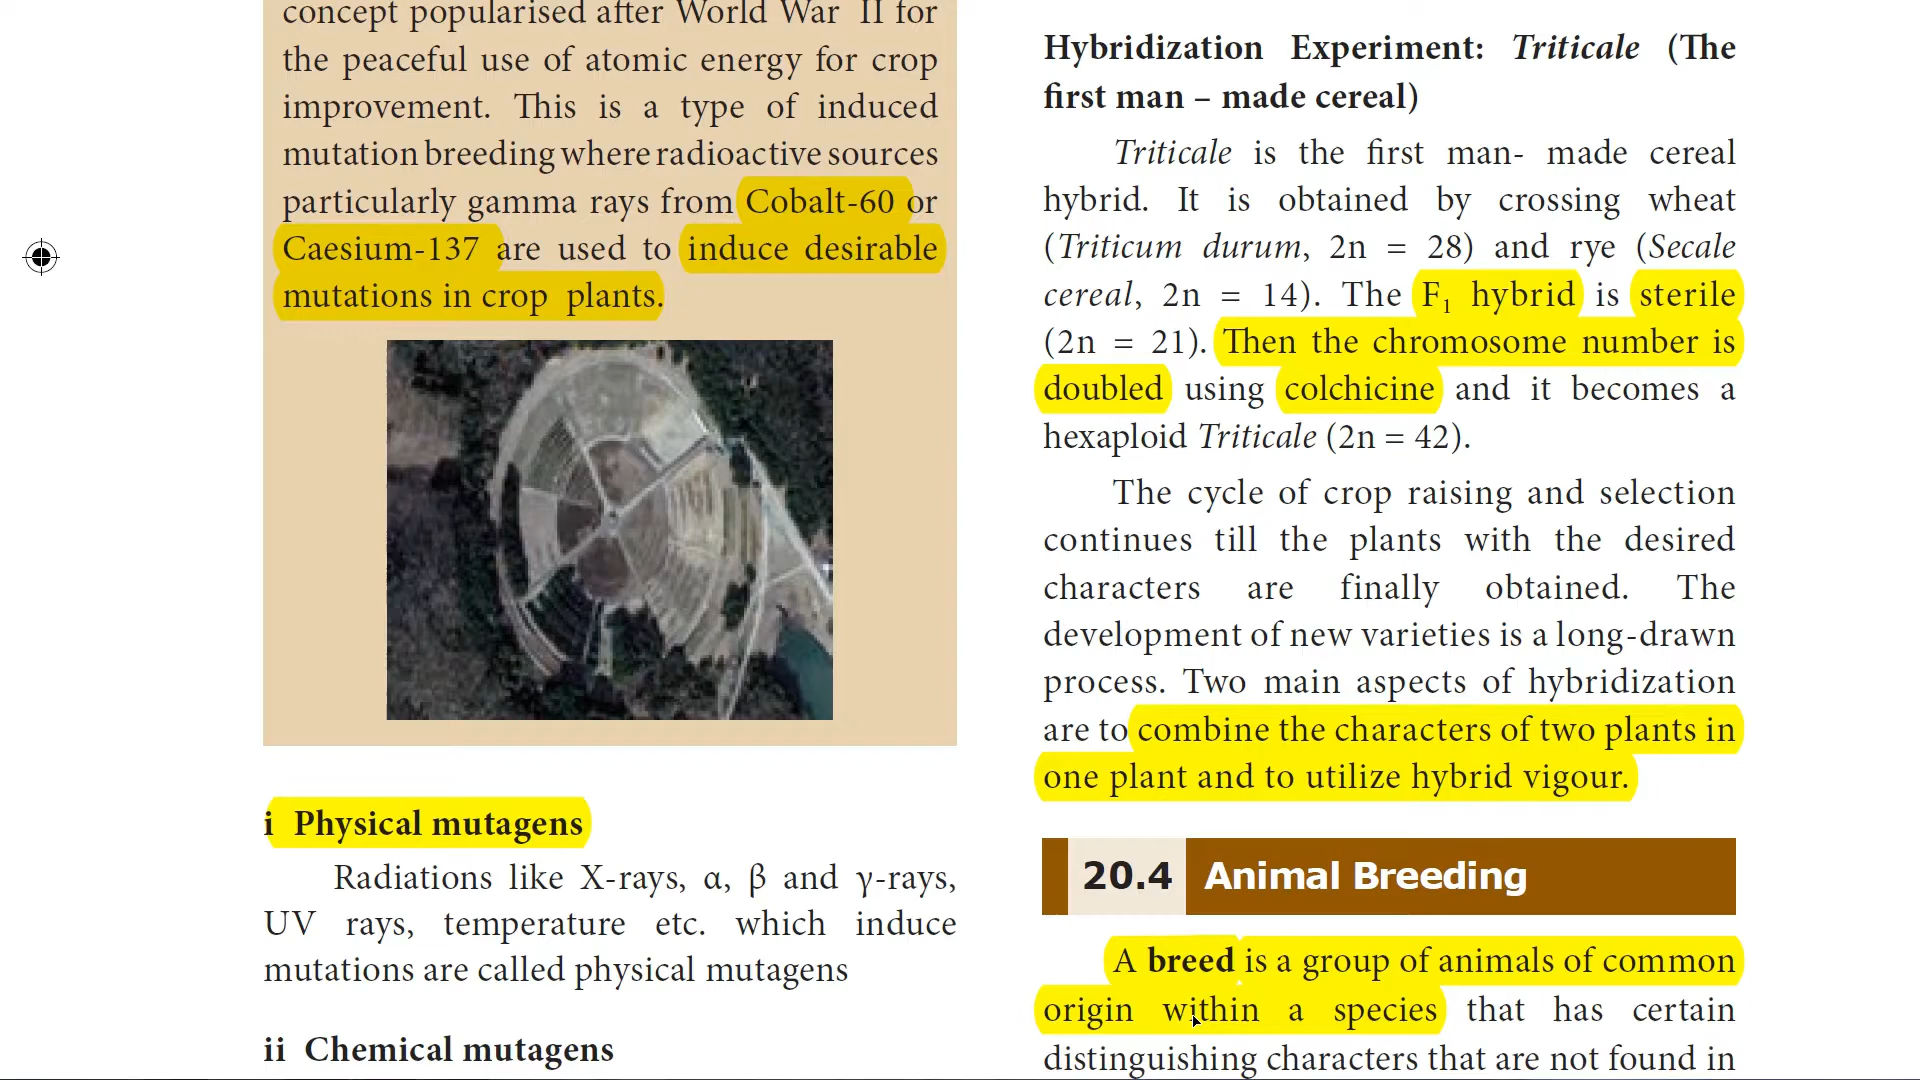 concept popularised after World War II for
the peaceful use of atomic energy for crop
improvement. This is a type of induced
mutation breeding where radioactive sources
particularly gamma rays from Cobalt-60 or
Caesium-137 are used to induce desirable
mutations in crop plants.
i Physical mutagens
Radiations like X-rays, α, β and γ-rays,
UV rays, temperature etc. which induce
mutations are called physical mutagens
ii Chemical mutagens
Hybridization Experiment: Triticale (The
first man – made cereal)
Triticale is the first man- made cereal
hybrid. It is obtained by crossing wheat
(Triticum durum, 2n = 28) and rye (Secale
cereal, 2n = 14). The F₁ hybrid is sterile
(2n = 21). Then the chromosome number is
doubled using colchicine and it becomes a
hexaploid Triticale (2n = 42).
The cycle of crop raising and selection
continues till the plants with the desired
characters are finally obtained. The
development of new varieties is a long-drawn
process. Two main aspects of hybridization
are to combine the characters of two plants in
one plant and to utilize hybrid vigour.
20.4 Animal Breeding
A breed is a group of animals of common
origin within a species that has certain
distinguishing characters that are not found in